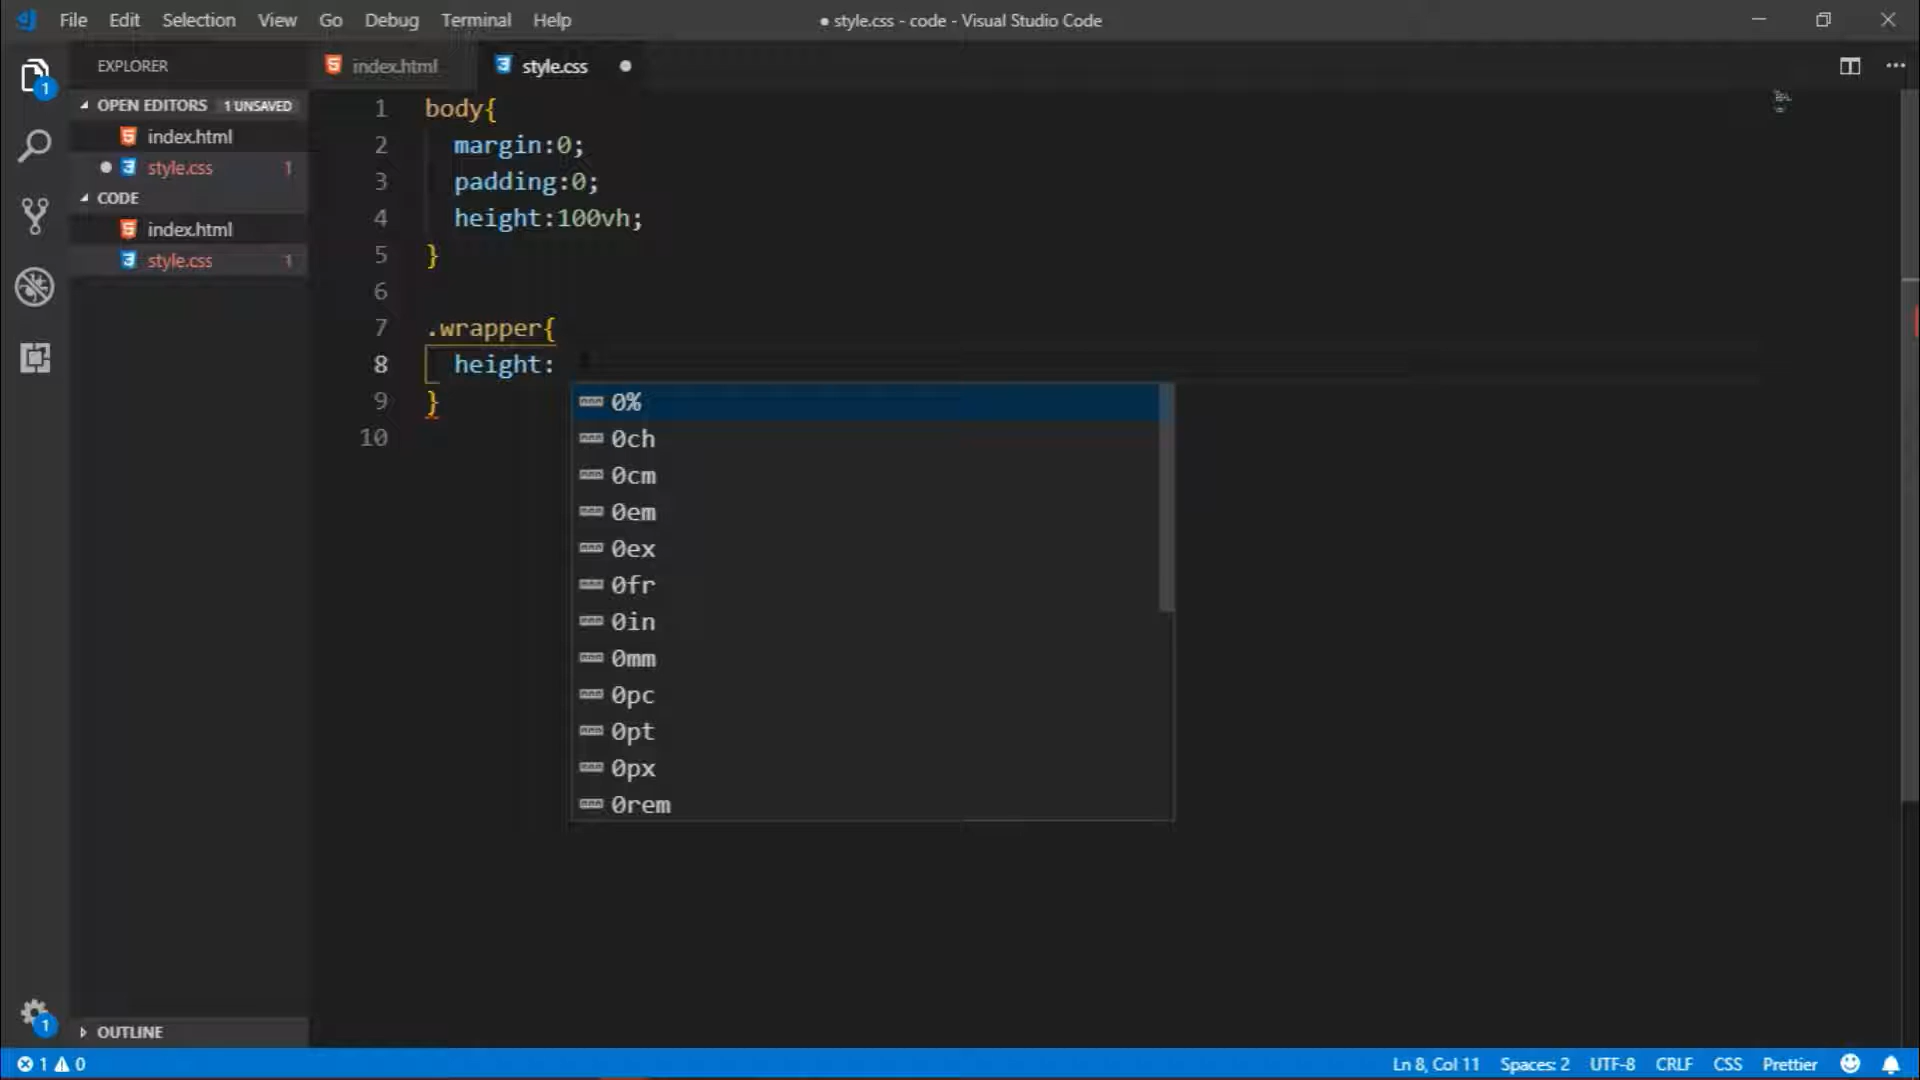 File Edit Selection View Go Debug Terminal Help
● style.css - code - Visual Studio Code
EXPLORER
OPEN EDITORS 1 UNSAVED
index.html
style.css 1
CODE
index.html
style.css 1
OUTLINE
index.html
style.css
1 body{
2 margin:0;
3 padding:0;
4 height:100vh;
5 }
6
7 .wrapper{
8 height:
9 }
10
0%
0ch
0cm
0em
0ex
0fr
0in
0mm
0pc
0pt
0px
0rem
1
1
1 0
Ln 8, Col 11 Spaces: 2 UTF-8 CRLF CSS Prettier